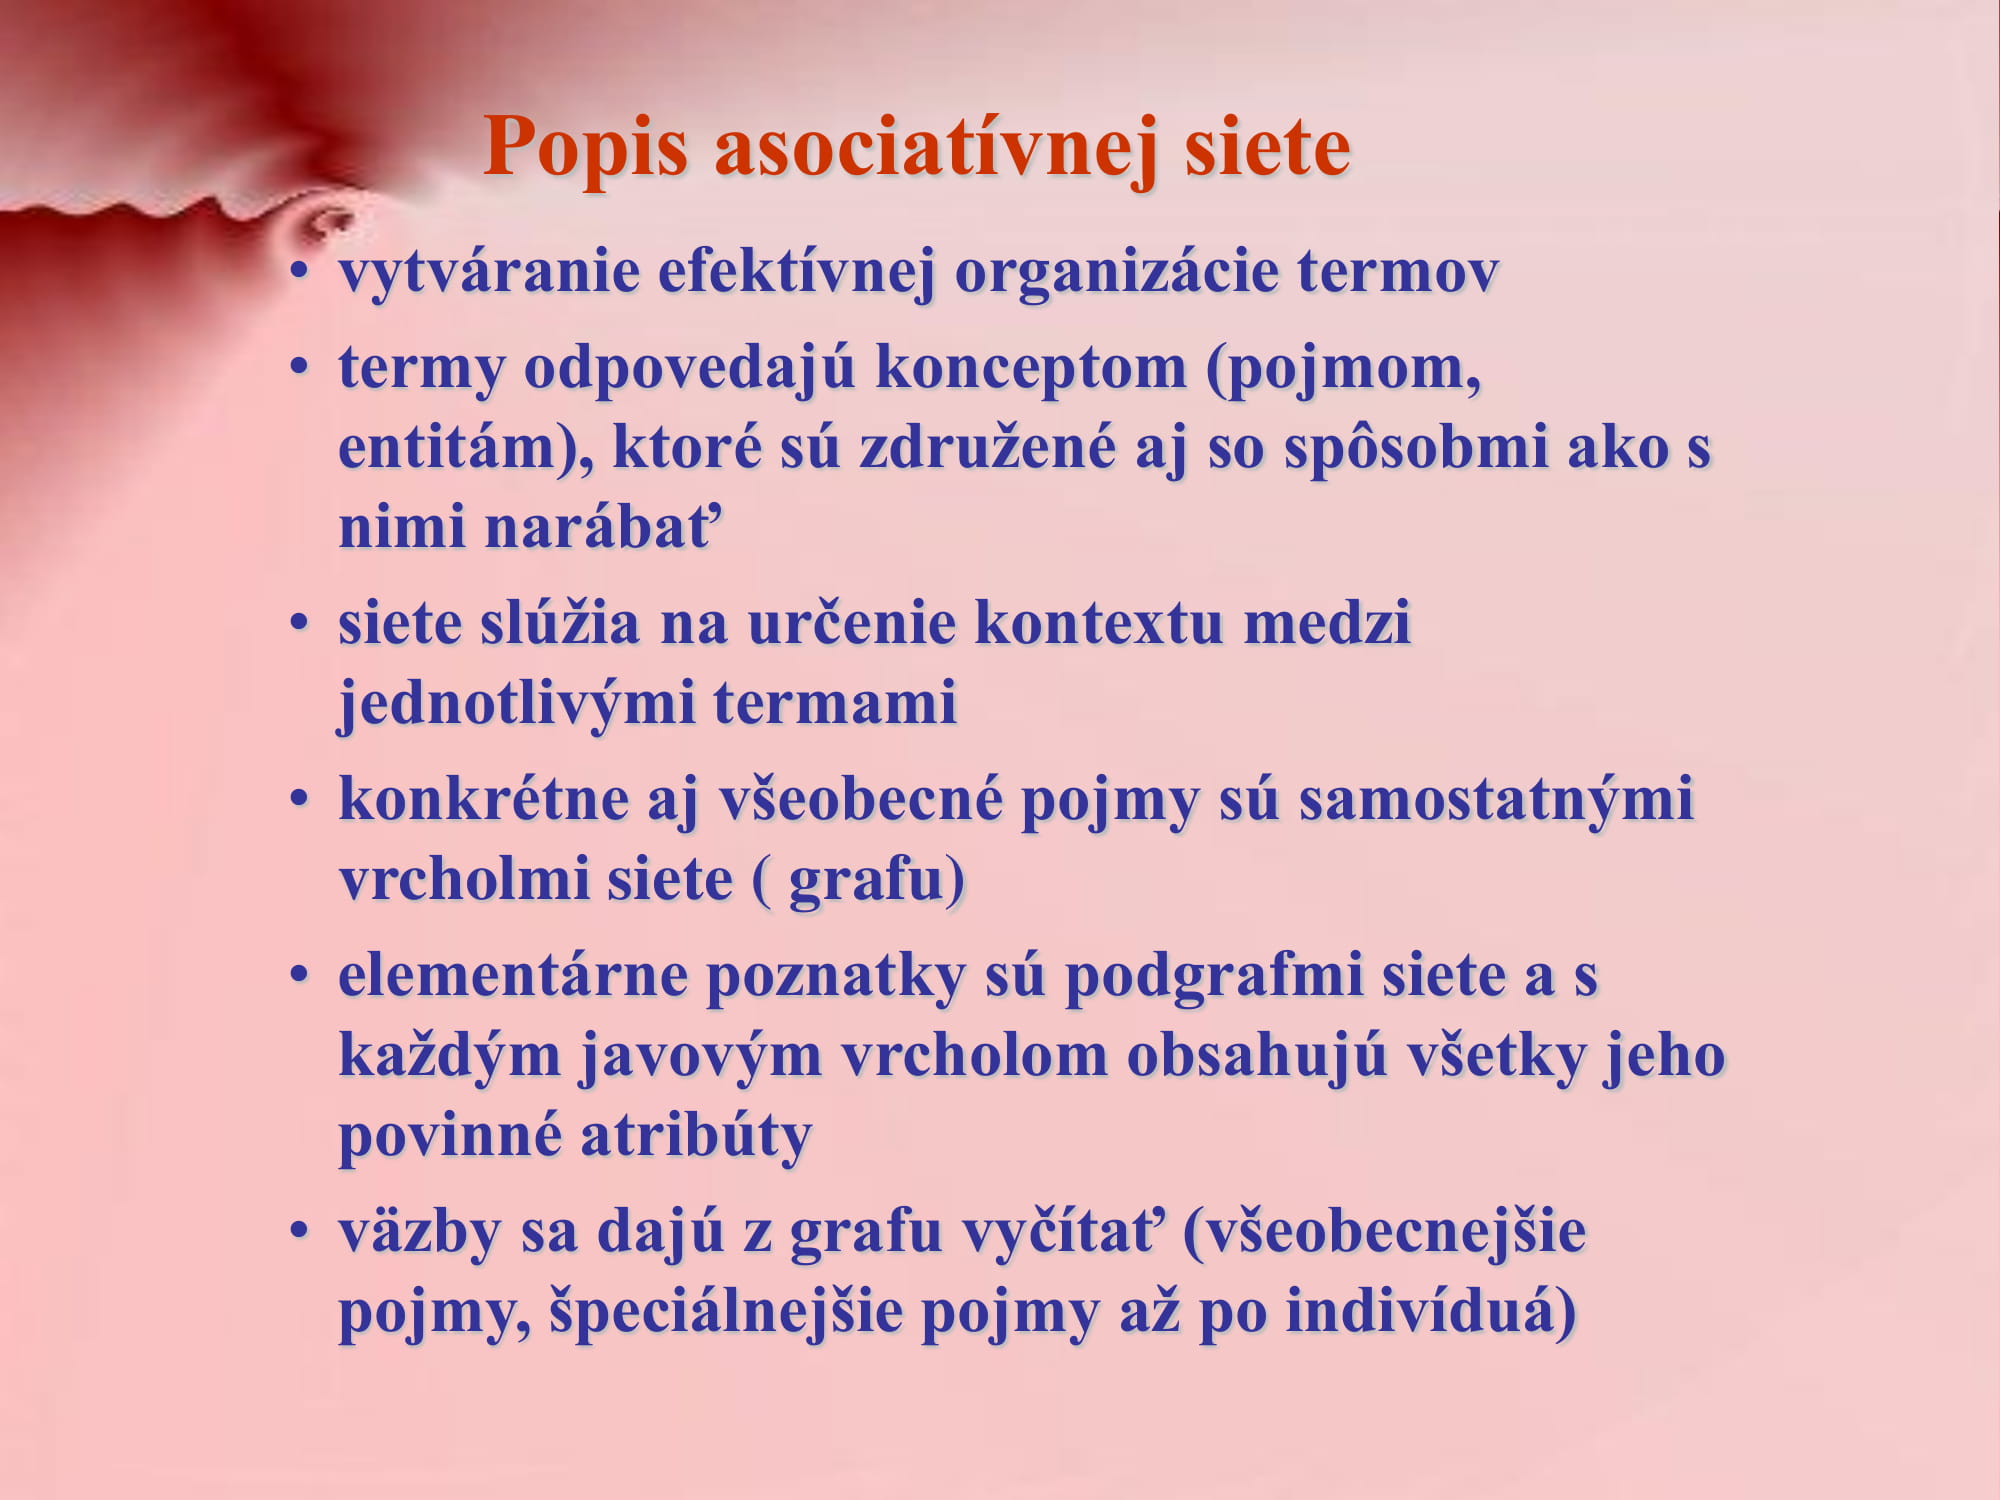 Popis asociatívnej siete
• vytváranie efektívnej organizácie termov
• termy odpovedajú konceptom (pojmom,
entitám), ktoré sú združené aj so spôsobmi ako s
nimi narábať
• siete slúžia na určenie kontextu medzi
jednotlivými termami
• konkrétne aj všeobecné pojmy sú samostatnými
vrcholmi siete ( grafu)
• elementárne poznatky sú podgrafmi siete a s
každým javovým vrcholom obsahujú všetky jeho
povinné atribúty
• väzby sa dajú z grafu vyčítať (všeobecnejšie
pojmy, špeciálnejšie pojmy až po indivíduá)